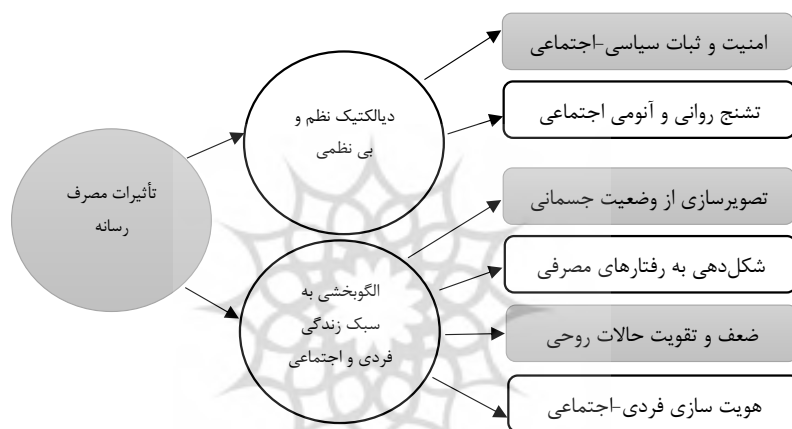 تأثیرات مصرف
رسانه
دیالکتیک نظم و
بی نظمی
امنیت و ثبات سیاسی-اجتماعی
تشنج روانی و آنومی اجتماعی
الگوبخشی به
سبک زندگی
فردی و اجتماعی
تصویرسازی از وضعیت جسمانی
شکل‌دهی به رفتارهای مصرفی
ضعف و تقویت حالات روحی
هویت سازی فردی-اجتماعی